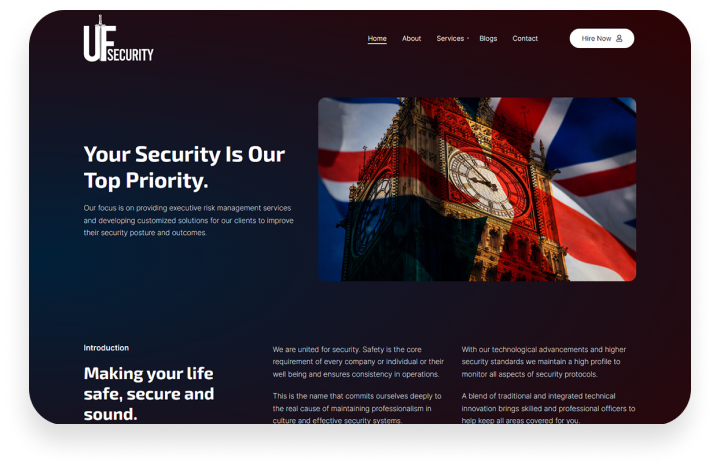 UF
SECURITY
Home About Services Blogs Contact Hire Now
Your Security Is Our
Top Priority.
Our focus is on providing executive risk management services
and developing customized solutions for our clients to improve
their security posture and outcomes.
Introduction
Making your life
safe, secure and
sound.
We are united for security. Safety is the core
requirement of every company or individual or their
well being and ensures consistency in operations.
This is the name that commits ourselves deeply to
the real cause of maintaining professionalism in
culture and effective security systems.
With our technological advancements and higher
security standards we maintain a high profile to
monitor all aspects of security protocols.
A blend of traditional and integrated technical
innovation brings skilled and professional officers to
help keep all areas covered for you.